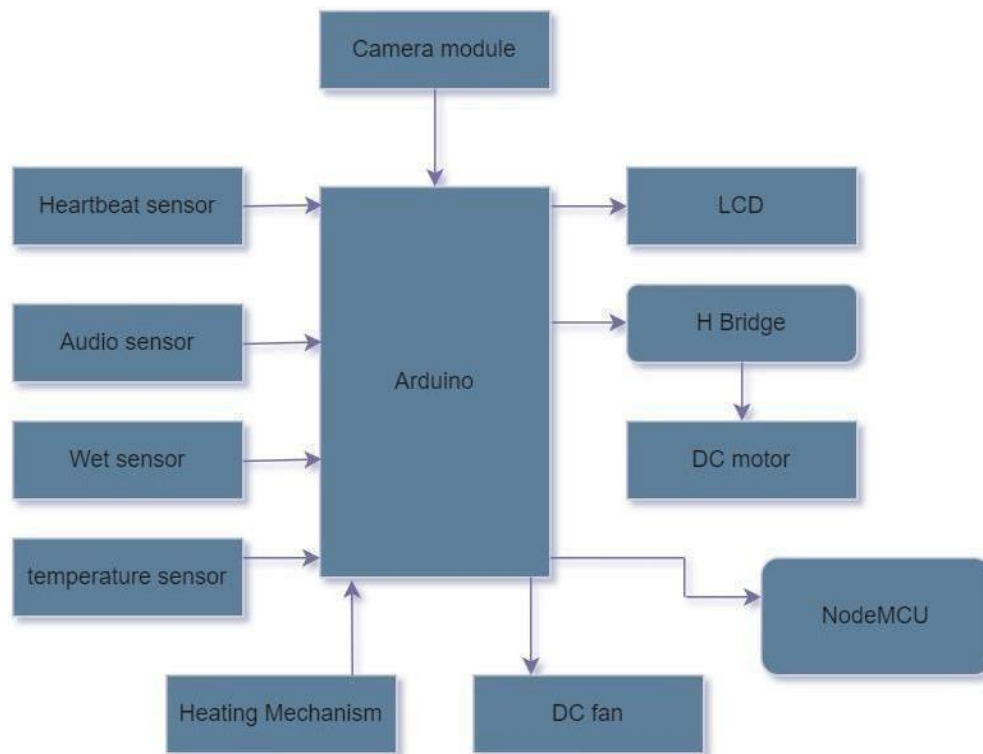 Camera module
Heartbeat sensor
LCD
Audio sensor
H Bridge
Arduino
Wet sensor
DC motor
temperature sensor
NodeMCU
Heating Mechanism
DC fan